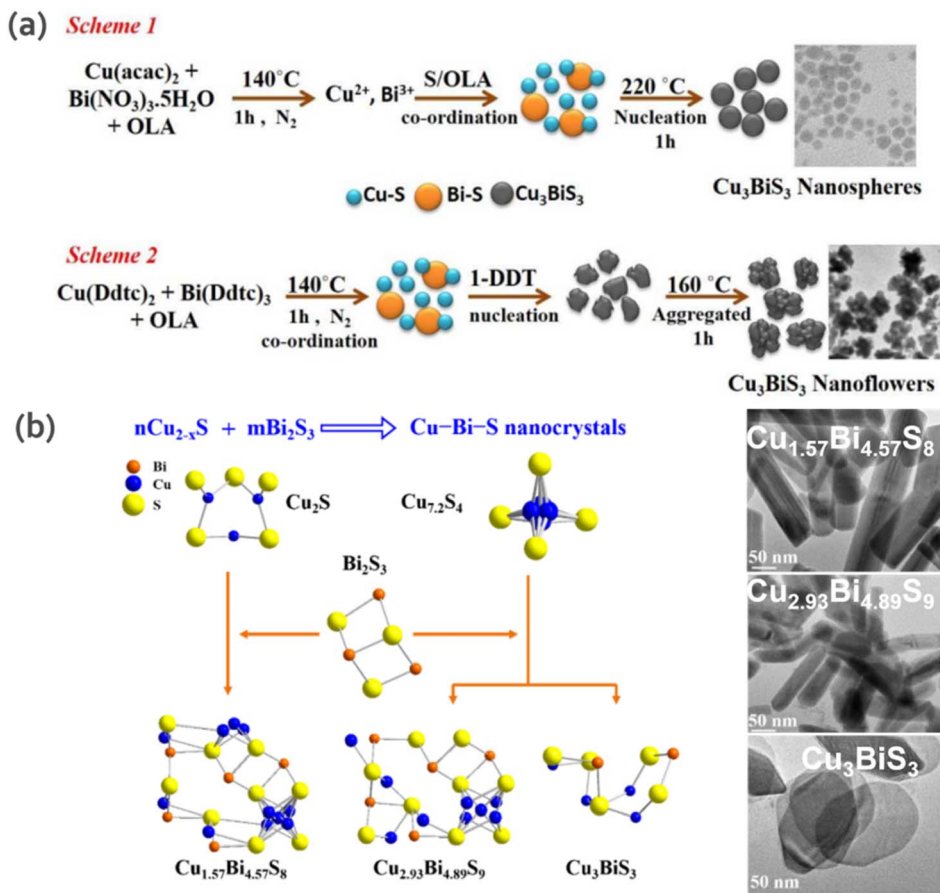 (a) Scheme 1
Cu(acac)₂ +
Bi(NO₃)₃.5H₂O
+ OLA
140°C
1h , N₂
Cu²⁺, Bi³⁺
S/OLA
co-ordination
220 °C
Nucleation
1h
Cu₃BiS₃ Nanospheres
Cu-S Bi-S Cu₃BiS₃
Scheme 2
Cu(Ddtc)₂ + Bi(Ddtc)₃
+ OLA
140°C
1h , N₂
co-ordination
1-DDT
nucleation
160 °C
Aggregated
1h
Cu₃BiS₃ Nanoflowers
(b)
nCu₂₋ₓS + mBi₂S₃ Cu−Bi−S nanocrystals
Bi
Cu
S
Cu₂S
Cu₇.₂S₄
Bi₂S₃
Cu₁.₅₇Bi₄.₅₇S₈
Cu₂.₉₃Bi₄.₈₉S₉
Cu₃BiS₃
Cu₁.₅₇Bi₄.₅₇S₈
50 nm
Cu₂.₉₃Bi₄.₈₉S₉
50 nm
Cu₃BiS₃
50 nm